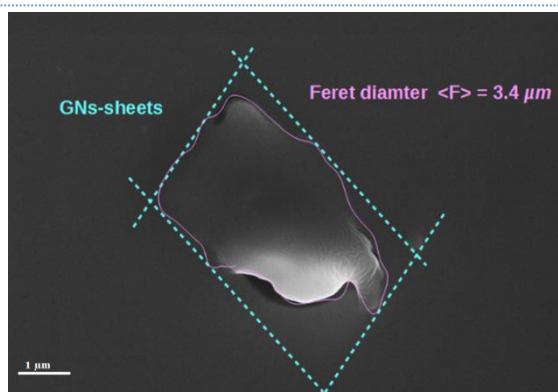 GNs-sheets
Feret diamter <F> = 3.4 μm
1 μm